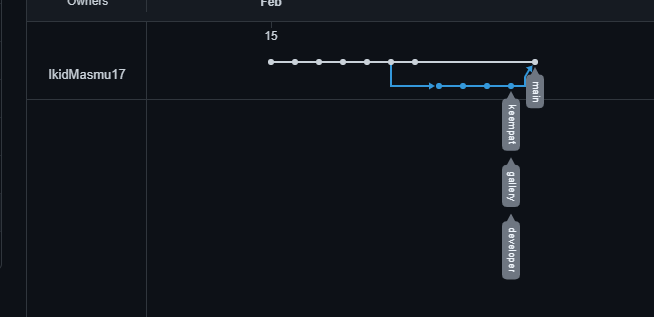 Owners
Feb
15
IkidMasmu17
main
keempat
gallery
developer